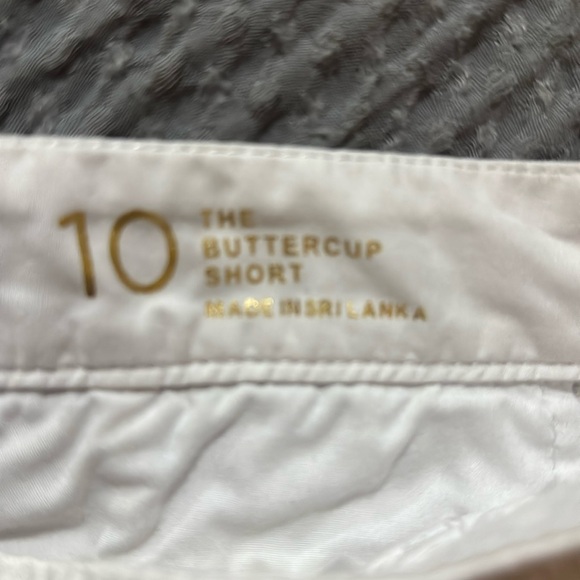 10
THE
BUTTERCUP
SHORT
MADE IN SRI LANKA